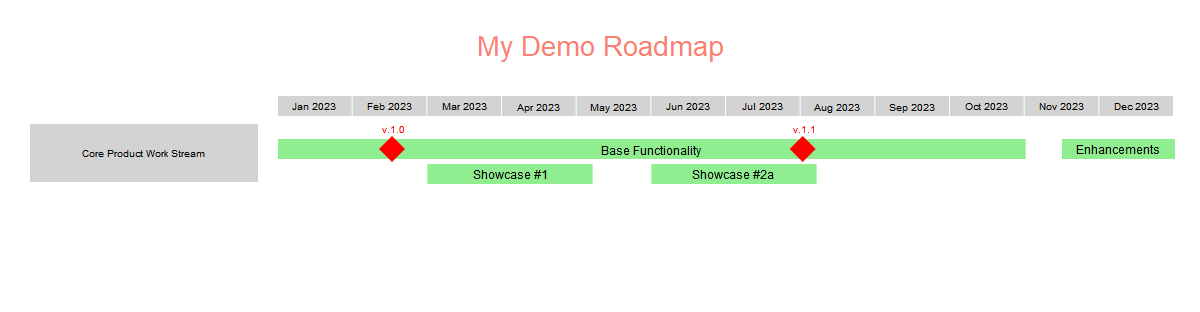 My Demo Roadmap
Jan 2023 Feb 2023 Mar 2023 Apr 2023 May 2023 Jun 2023 Jul 2023 Aug 2023 Sep 2023 Oct 2023 Nov 2023 Dec 2023
v.1.0 v.1.1
Core Product Work Stream Base Functionality Enhancements
Showcase #1 Showcase #2a